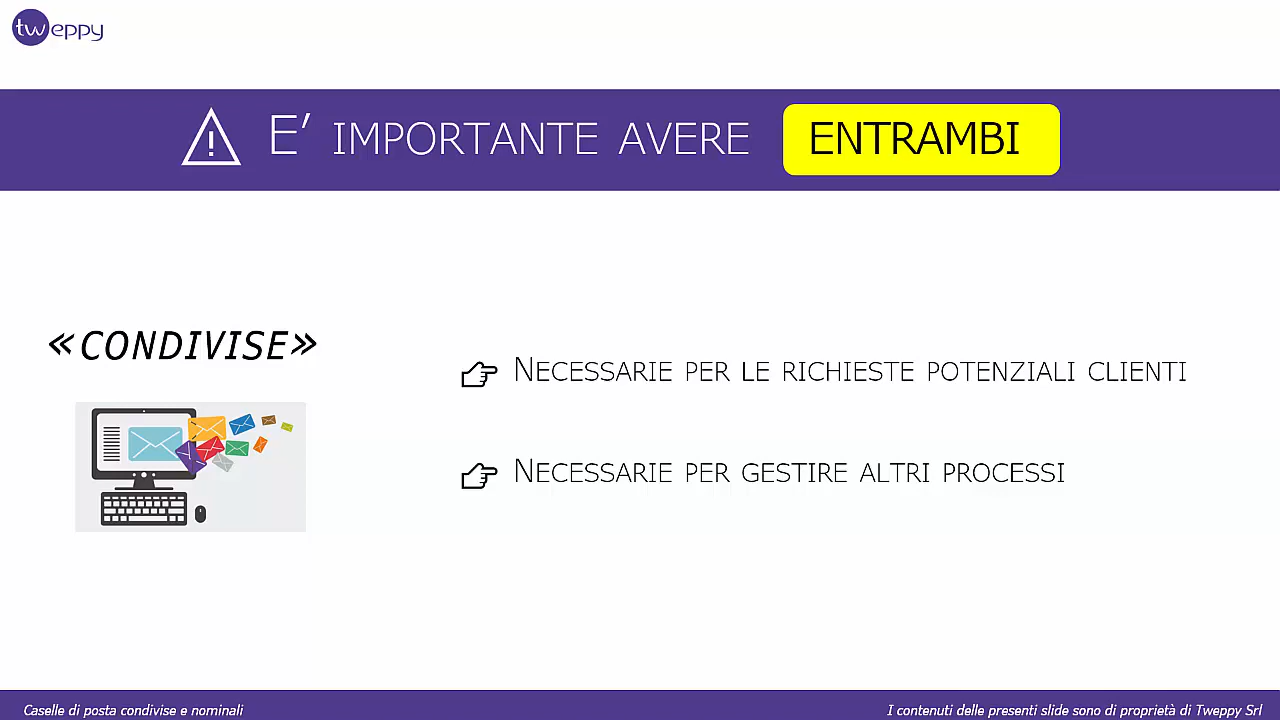 tweppy
E' IMPORTANTE AVERE ENTRAMBI
«CONDIVISE»
NECESSARIE PER LE RICHIESTE POTENZIALI CLIENTI
NECESSARIE PER GESTIRE ALTRI PROCESSI
Caselle di posta condivise e nominali
I contenuti delle presenti slide sono di proprietà di Tweppy Srl